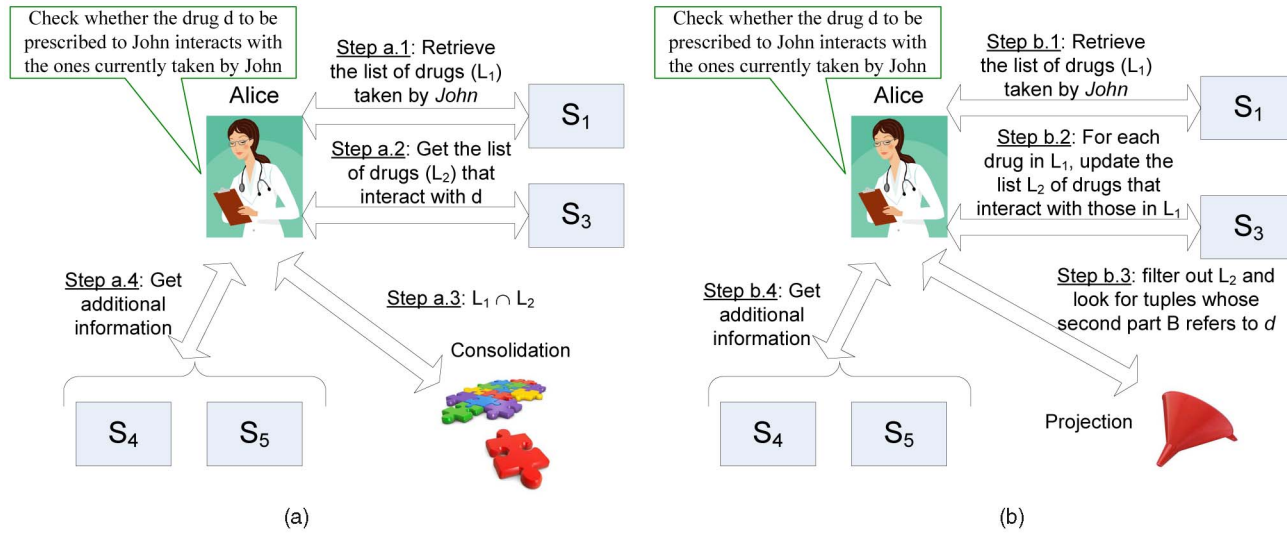 Check whether the drug d to be
prescribed to John interacts with
the ones currently taken by John
Alice
Step a.1: Retrieve
the list of drugs (L₁)
taken by John
S₁
Step a.2: Get the list
of drugs (L₂) that
interact with d
S₃
Step a.4: Get
additional
information
Step a.3: L₁ ∩ L₂
Consolidation
S₄
S₅
(a)
Check whether the drug d to be
prescribed to John interacts with
the ones currently taken by John
Alice
Step b.1: Retrieve
the list of drugs (L₁)
taken by John
S₁
Step b.2: For each
drug in L₁, update the
list L₂ of drugs that
interact with those in L₁
S₃
Step b.4: Get
additional
information
Step b.3: filter out L₂ and
look for tuples whose
second part B refers to d
Projection
S₄
S₅
(b)